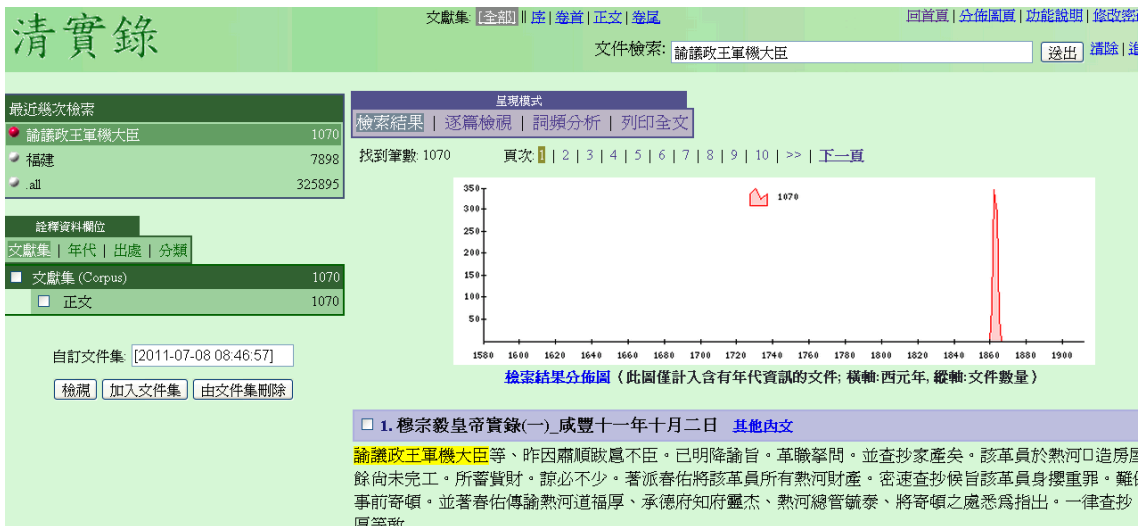 清實錄
文獻集: [全部] || 序 | 卷首 | 正文 | 卷尾
回首頁 | 分佈圖頁 | 功能說明 | 修改密
文件檢索: 諭議政王軍機大臣 送出 清除 |
最近幾次檢索
諭議政王軍機大臣 1070
福建 7898
.all 325895
詮釋資料欄位
文獻集 | 年代 | 出處 | 分類
文獻集 (Corpus) 1070
正文 1070
自訂文件集: [2011-07-08 08:46:57]
檢視 加入文件集 由文件集刪除
呈現模式
檢索結果 | 逐篇檢視 | 詞頻分析 | 列印全文
找到筆數: 1070 頁次: 1 | 2 | 3 | 4 | 5 | 6 | 7 | 8 | 9 | 10 | >> | 下一頁
1070
350
300
250
200
150
100
50
1580 1600 1620 1640 1660 1680 1700 1720 1740 1760 1780 1800 1820 1840 1860 1880 1900
檢索結果分佈圖 (此圖僅計入含有年代資訊的文件; 橫軸:西元年, 縱軸:文件數量)
1. 穆宗毅皇帝實錄(一)_咸豐十一年十月二日 其他內文
諭議政王軍機大臣等、昨因肅順跋扈不臣。已明降諭旨。革職拏問。並查抄家產矣。該革員於熱河□造房屋
餘尚未完工。所蓄貲財。諒必不少。著派春佑將該革員所有熱河財產。密速查抄候旨該革員身攖重罪。難
事前寄頓。並著春佑傳諭熱河道福厚、承德府知府靈杰、熱河總管毓泰、將寄頓之處悉為指出。一律查抄